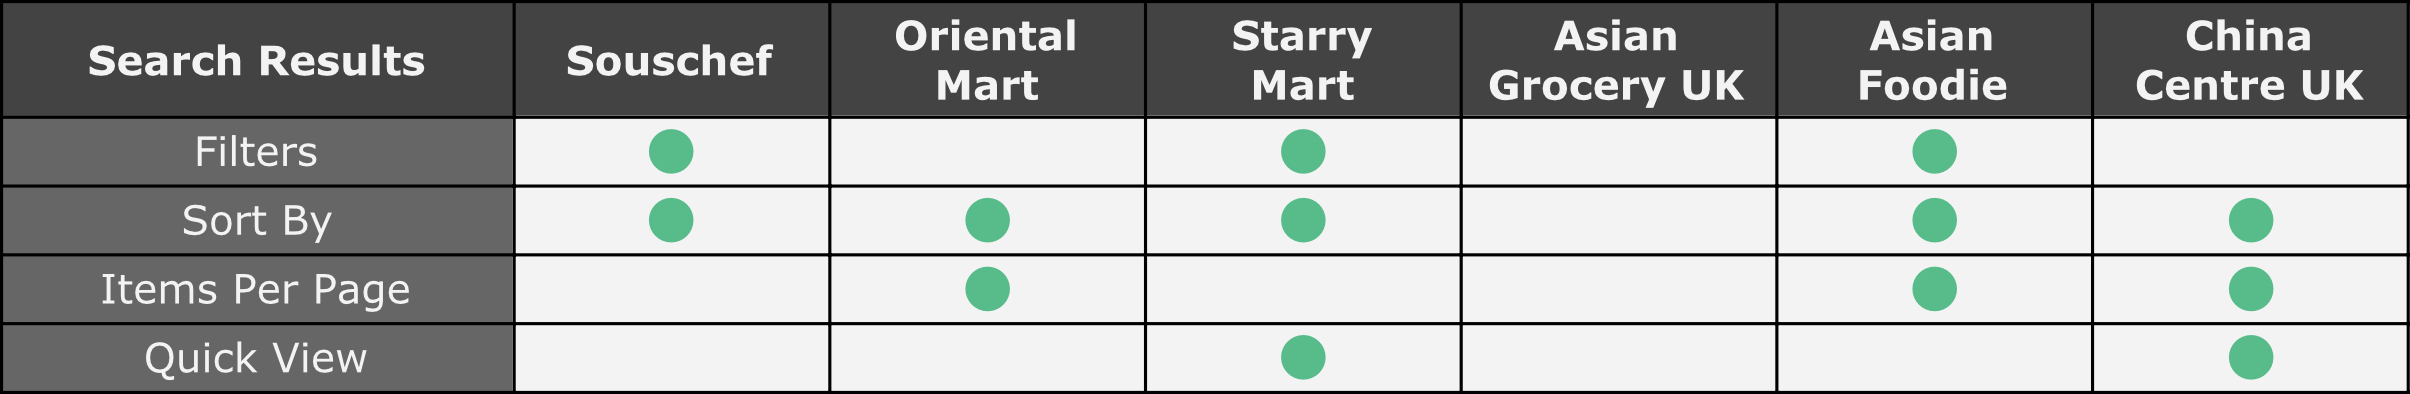 Search Results
Souschef
Oriental
Mart
Starry
Mart
Asian
Grocery UK
Asian
Foodie
China
Centre UK
Filters
Sort By
Items Per Page
Quick View